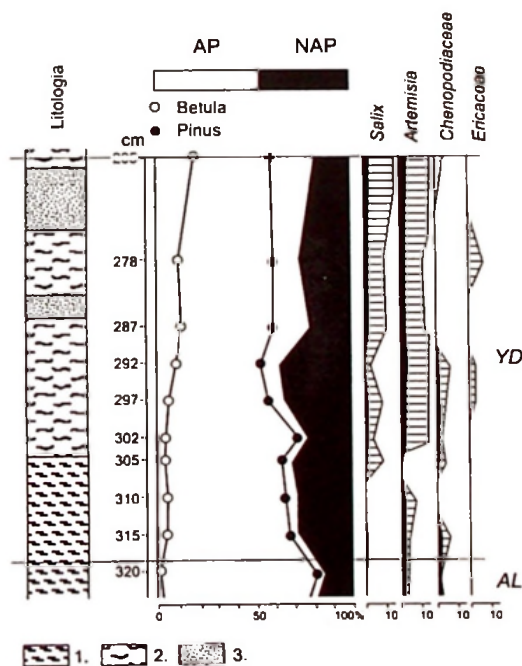 AP NAP
Litologia
Betula
Pinus
cm
Salix
Artemisia
Chenopodiaceae
Ericaceae
278
287
292
297
302
305
310
315
320
YD
AL
0 50 100%
10 10 10 10
1. 2. 3.